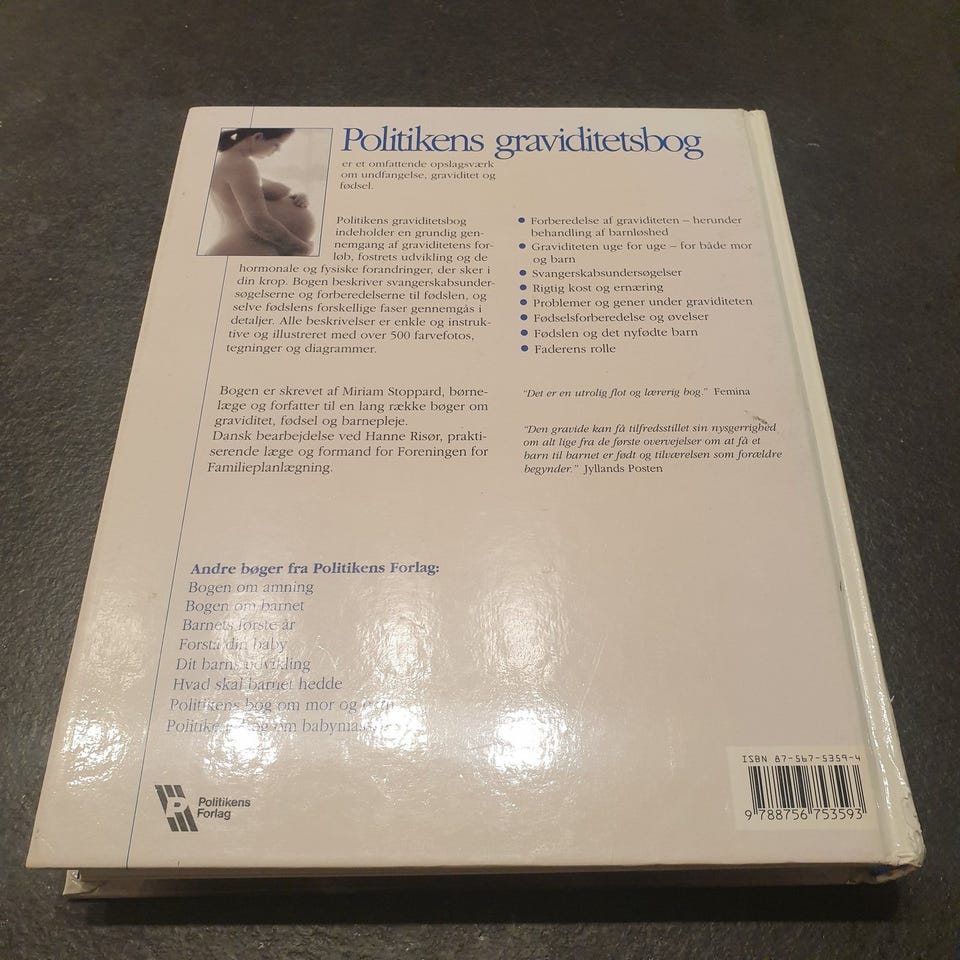 Politikens graviditetsbog
er et omfattende opslagsværk
om undfangelse, graviditet og
fødsel.
Politikens graviditetsbog
indeholder en grundig gen-
nemgang af graviditetens for-
løb, fostrets udvikling og de
hormonale og fysiske forandringer, der sker i
din krop. Bogen beskriver svangerskabsunder-
søgelserne og forberedelserne til fødslen, og
selve fødslens forskellige faser gennemgås i
detaljer. Alle beskrivelser er enkle og instruk-
tive og illustreret med over 500 farvefotos,
tegninger og diagrammer.
Bogen er skrevet af Miriam Stoppard, børne-
læge og forfatter til en lang række bøger om
graviditet, fødsel og barnepleje.
Dansk bearbejdelse ved Hanne Risør, prakti-
serende læge og formand for Foreningen for
Familieplanlægning.
• Forberedelse af graviditeten – herunder
behandling af barnløshed
• Graviditeten uge for uge – for både mor
og barn
• Svangerskabsundersøgelser
• Rigtig kost og ernæring
• Problemer og gener under graviditeten
• Fødselsforberedelse og øvelser
• Fødslen og det nyfødte barn
• Faderens rolle
"Det er en utrolig flot og lærerig bog." Femina
"Den gravide kan få tilfredsstillet sin nysgerrighed
om alt lige fra de første overvejelser om at få et
barn til barnet er født og tilværelsen som forældre
begynder." Jyllands Posten
Andre bøger fra Politikens Forlag:
Bogen om amning
Bogen om barnet
Barnets første år
Forstå din baby
Dit barns udvikling
Hvad skal barnet hedde
Politikens bog om mor og
Politikens bog om
Politikens
Forlag
ISBN 87-567-5359-4
9 788756 753593